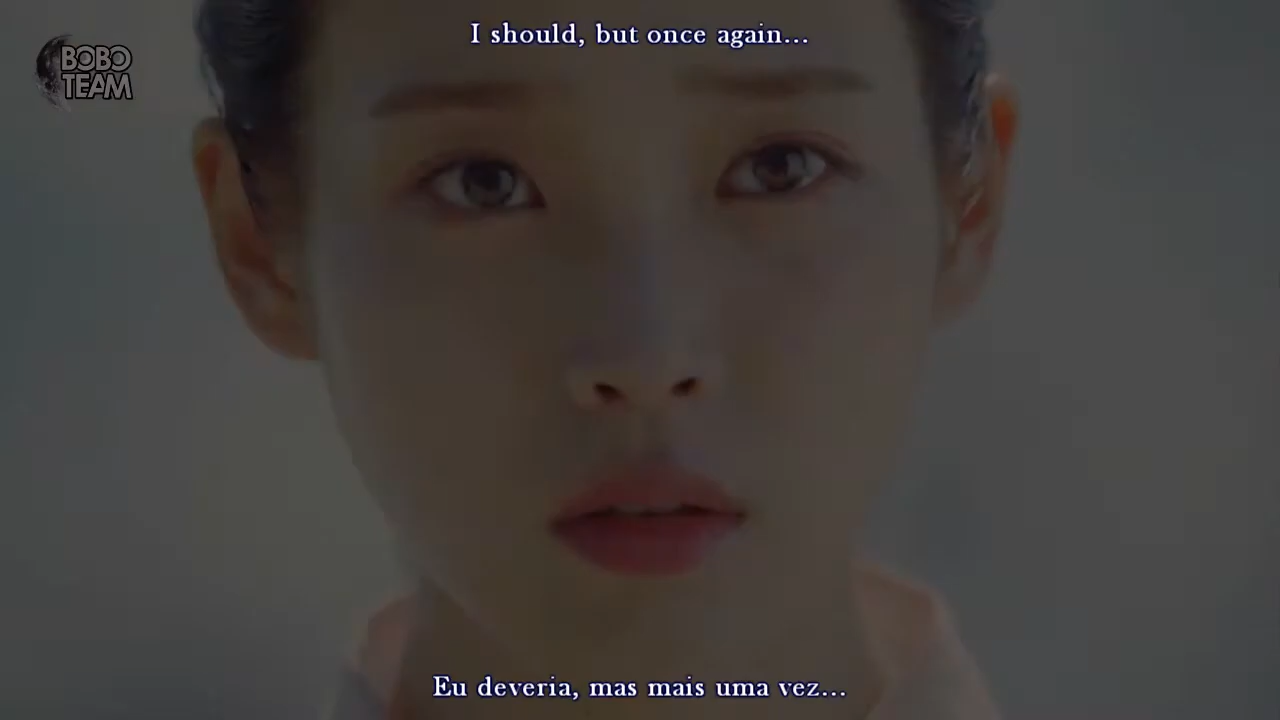 I should, but once again...
BOBO
TEAM
Eu deveria, mas mais uma vez...